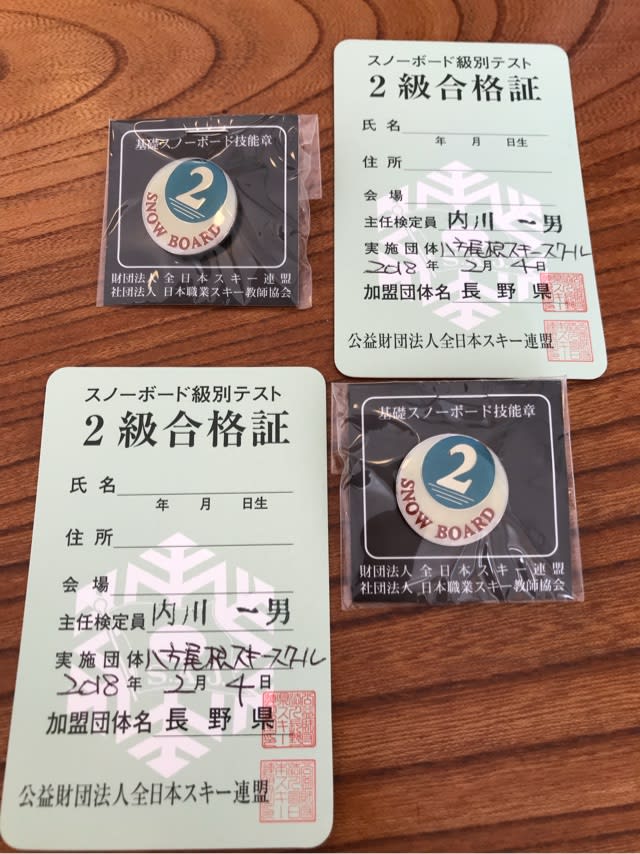 基礎スノーボード技能章
2
SNOW BOARD
財団法人 全日本スキー連盟
社団法人 日本職業スキー教師協会
スノーボード級別テスト
2級合格証
氏名
年 月 日生
住所
会場
主任検定員 内川 一男
実施団体 八方尾根スキースクール
2018年 2月 4日
加盟団体名 長野県
公益財団法人全日本スキー連盟
スノーボード級別テスト
2級合格証
氏名
年 月 日生
住所
会場
主任検定員 内川 一男
実施団体 八方尾根スキースクール
S.A.J.
2018年 2月 4日
加盟団体名 長野県
公益財団法人全日本スキー連盟
基礎スノーボード技能章
2
SNOW BOARD
財団法人 全日本スキー連盟
社団法人 日本職業スキー教師協会